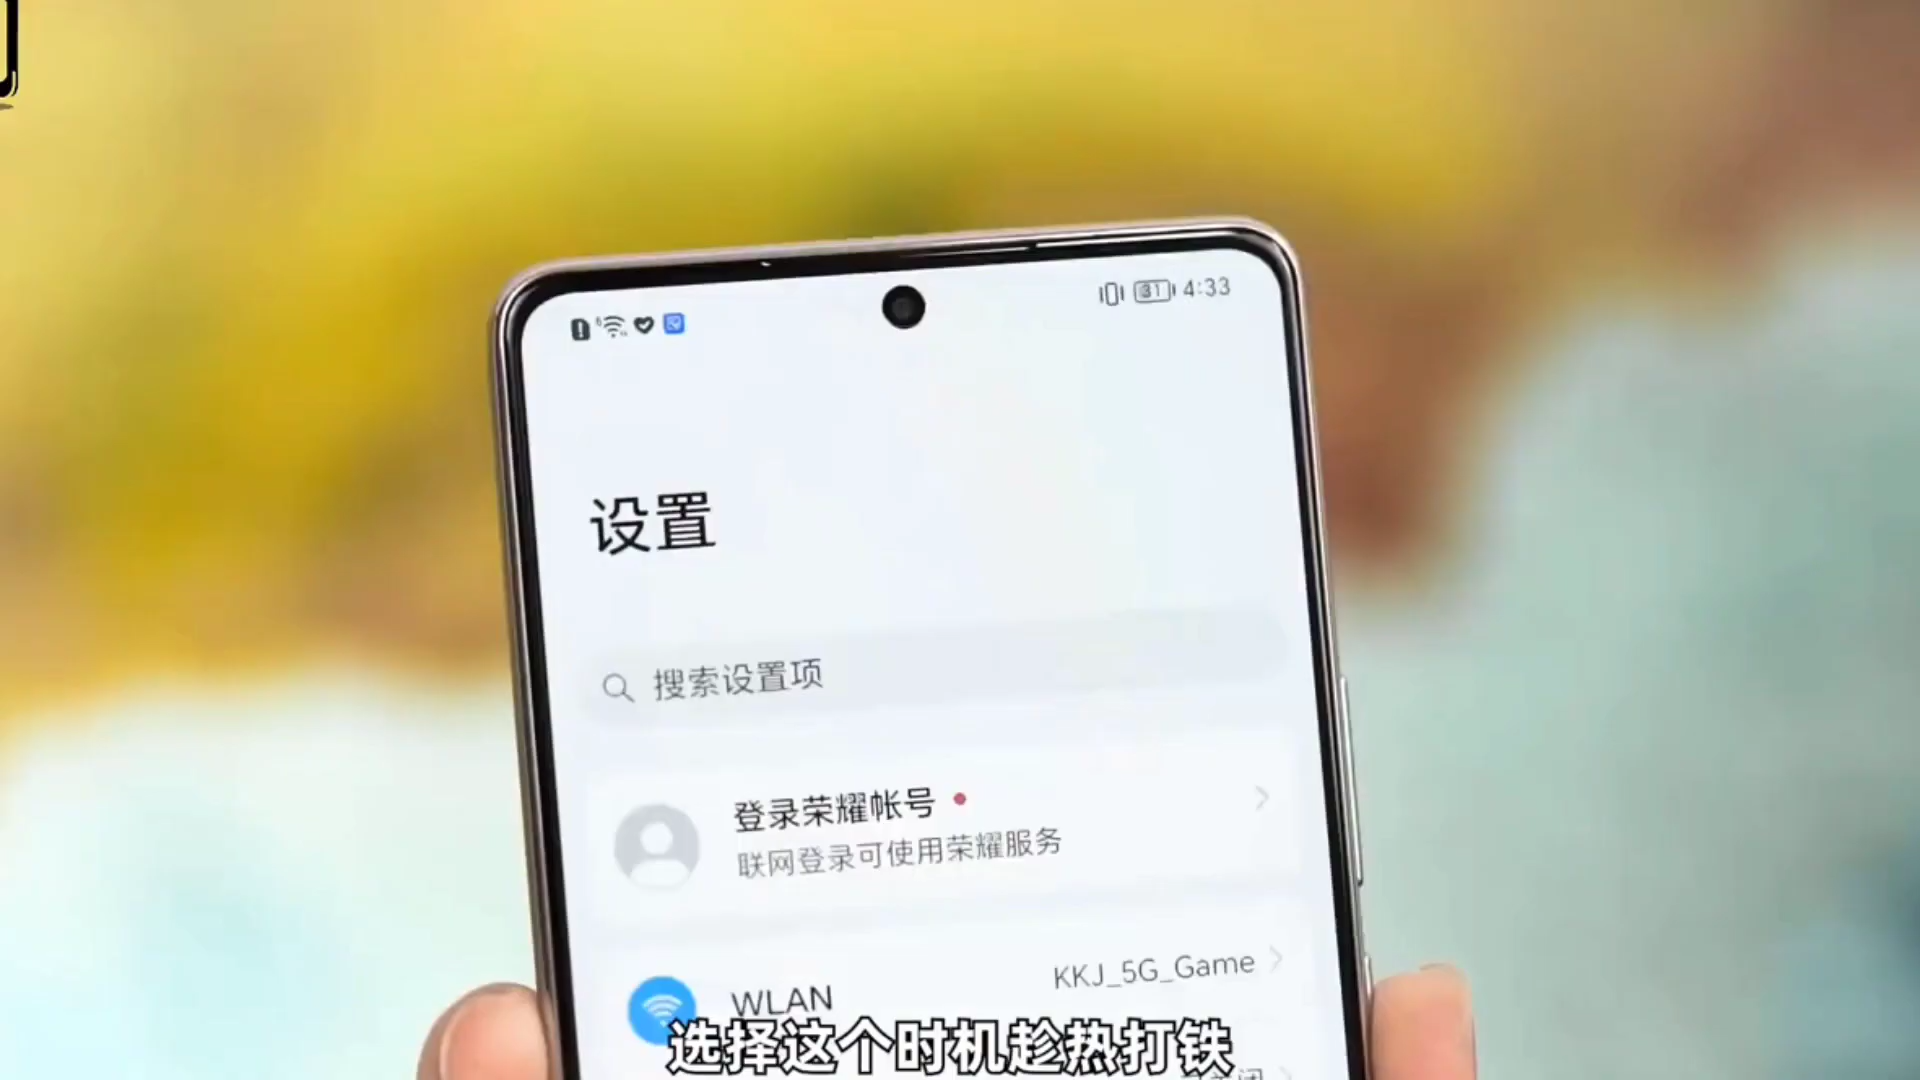 31 4:33
设置
搜索设置项
登录荣耀帐号
联网登录可使用荣耀服务
WLAN KKJ_5G_Game
选择这个时机趁热打铁